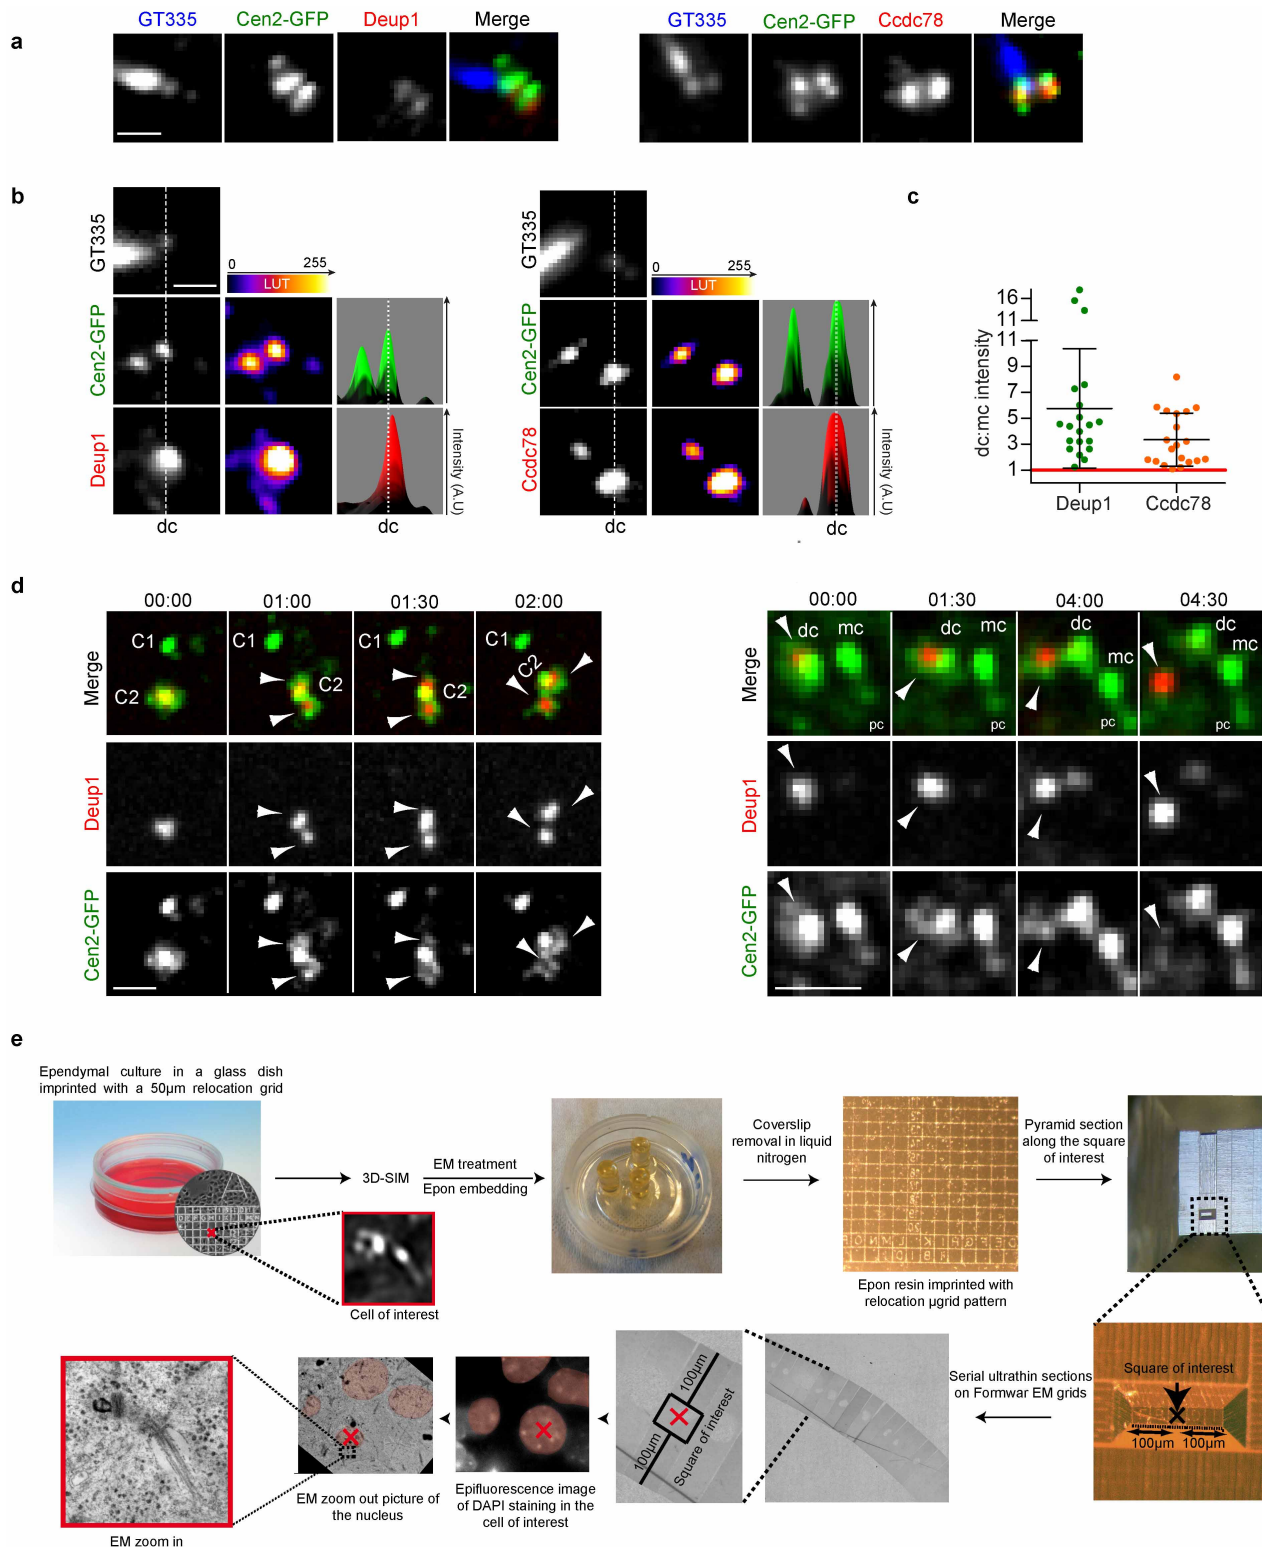 a
GT335 Cen2-GFP Deup1 Merge
GT335 Cen2-GFP Ccdc78 Merge
b
GT335
0 255
LUT
Cen2-GFP
Deup1
Intensity (A.U)
dc
dc
GT335
0 255
LUT
Cen2-GFP
Ccdc78
Intensity (A.U)
dc
dc
c
dc:mc intensity
16
11
11
9
7
5
3
1
Deup1 Ccdc78
d
00:00 01:00 01:30 02:00
Merge
C1 C1 C1 C1
C2 C2 C2 C2
Deup1
Cen2-GFP
00:00 01:30 04:00 04:30
Merge
dc mc dc mc dc mc dc mc
pc pc pc pc
Deup1
Cen2-GFP
e
Ependymal culture in a glass dish
imprinted with a 50µm relocation grid
3D-SIM
EM treatment
Epon embedding
Coverslip
removal in liquid
nitrogen
Pyramid section
along the square
of interest
Cell of interest
Epon resin imprinted with
relocation µgrid pattern
Square of interest
100µm 100µm
Serial ultrathin sections
on Formwar EM grids
100µm
100µm
Square of interest
Epifluorescence image
of DAPI staining in the
cell of interest
EM zoom out picture of
the nucleus
EM zoom in